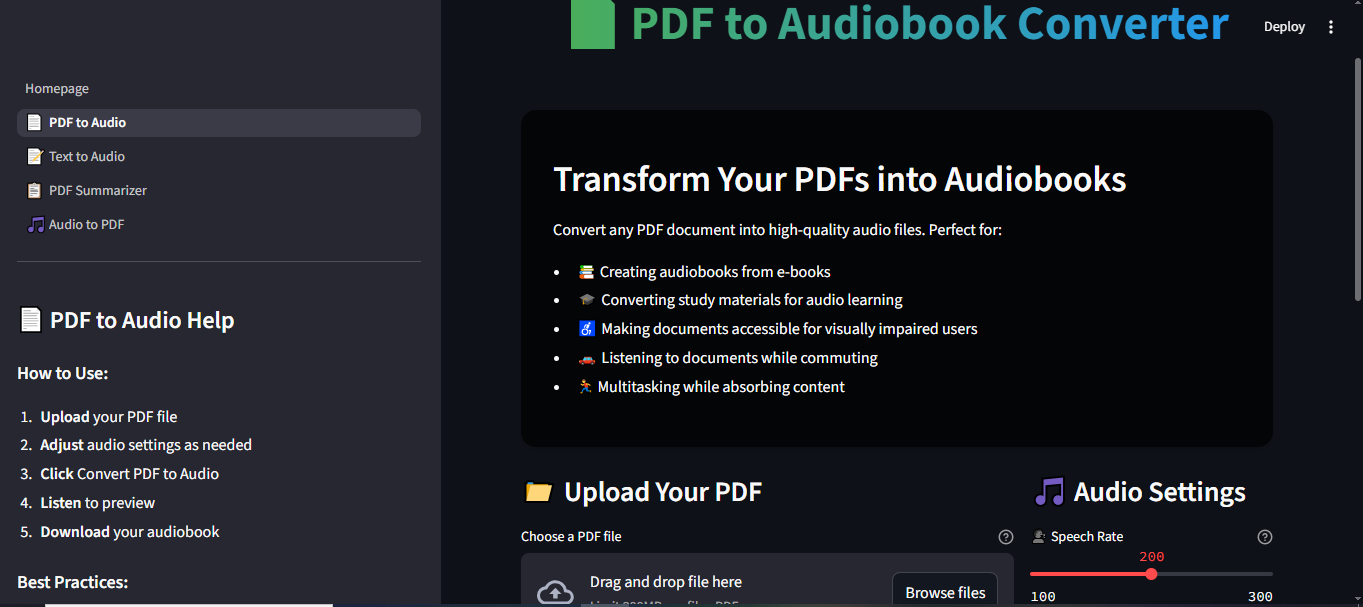 PDF to Audiobook Converter
Deploy
Homepage
PDF to Audio
Text to Audio
PDF Summarizer
Audio to PDF
PDF to Audio Help
How to Use:
1. Upload your PDF file
2. Adjust audio settings as needed
3. Click Convert PDF to Audio
4. Listen to preview
5. Download your audiobook
Best Practices:
Transform Your PDFs into Audiobooks
Convert any PDF document into high-quality audio files. Perfect for:
Creating audiobooks from e-books
Converting study materials for audio learning
Making documents accessible for visually impaired users
Listening to documents while commuting
Multitasking while absorbing content
Upload Your PDF
Choose a PDF file
Drag and drop file here
Browse files
Audio Settings
Speech Rate
200
100
300